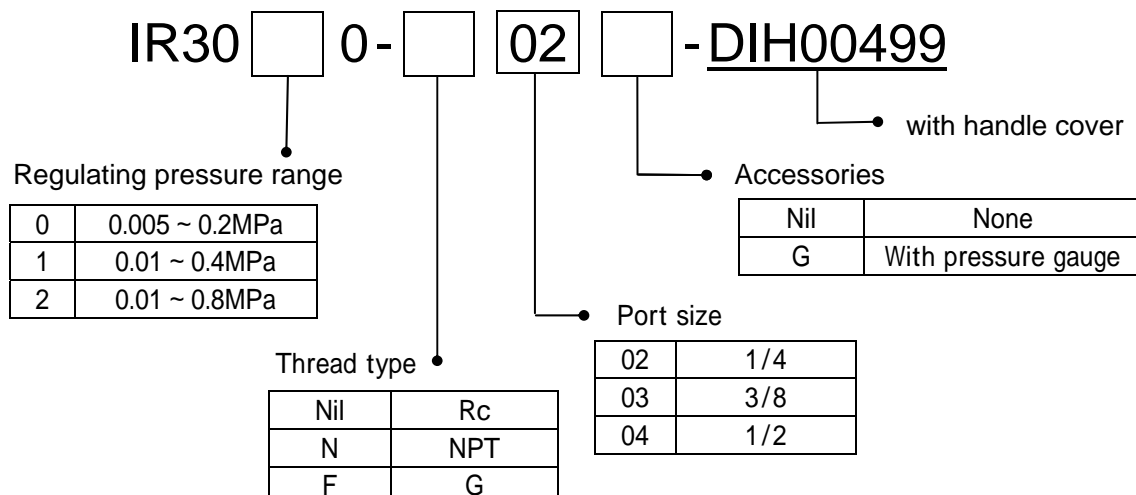 IR30 0- 02 -DIH00499
with handle cover
Regulating pressure range
0 0.005 ~ 0.2MPa
1 0.01 ~ 0.4MPa
2 0.01 ~ 0.8MPa
Accessories
Nil None
G With pressure gauge
Port size
02 1/4
03 3/8
04 1/2
Thread type
Nil Rc
N NPT
F G